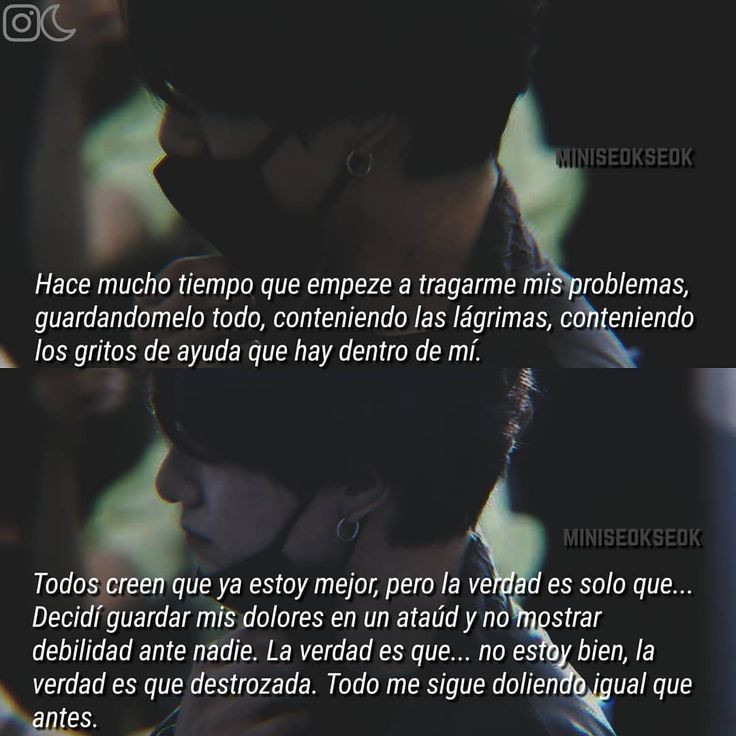 MINISEOKSEOK
Hace mucho tiempo que empeze a tragarme mis problemas,
guardandomelo todo, conteniendo las lágrimas, conteniendo
los gritos de ayuda que hay dentro de mí.
MINISEOKSEOK
Todos creen que ya estoy mejor, pero la verdad es solo que...
Decidí guardar mis dolores en un ataúd y no mostrar
debilidad ante nadie. La verdad es que... no estoy bien, la
verdad es que destrozada. Todo me sigue doliendo igual que
antes.